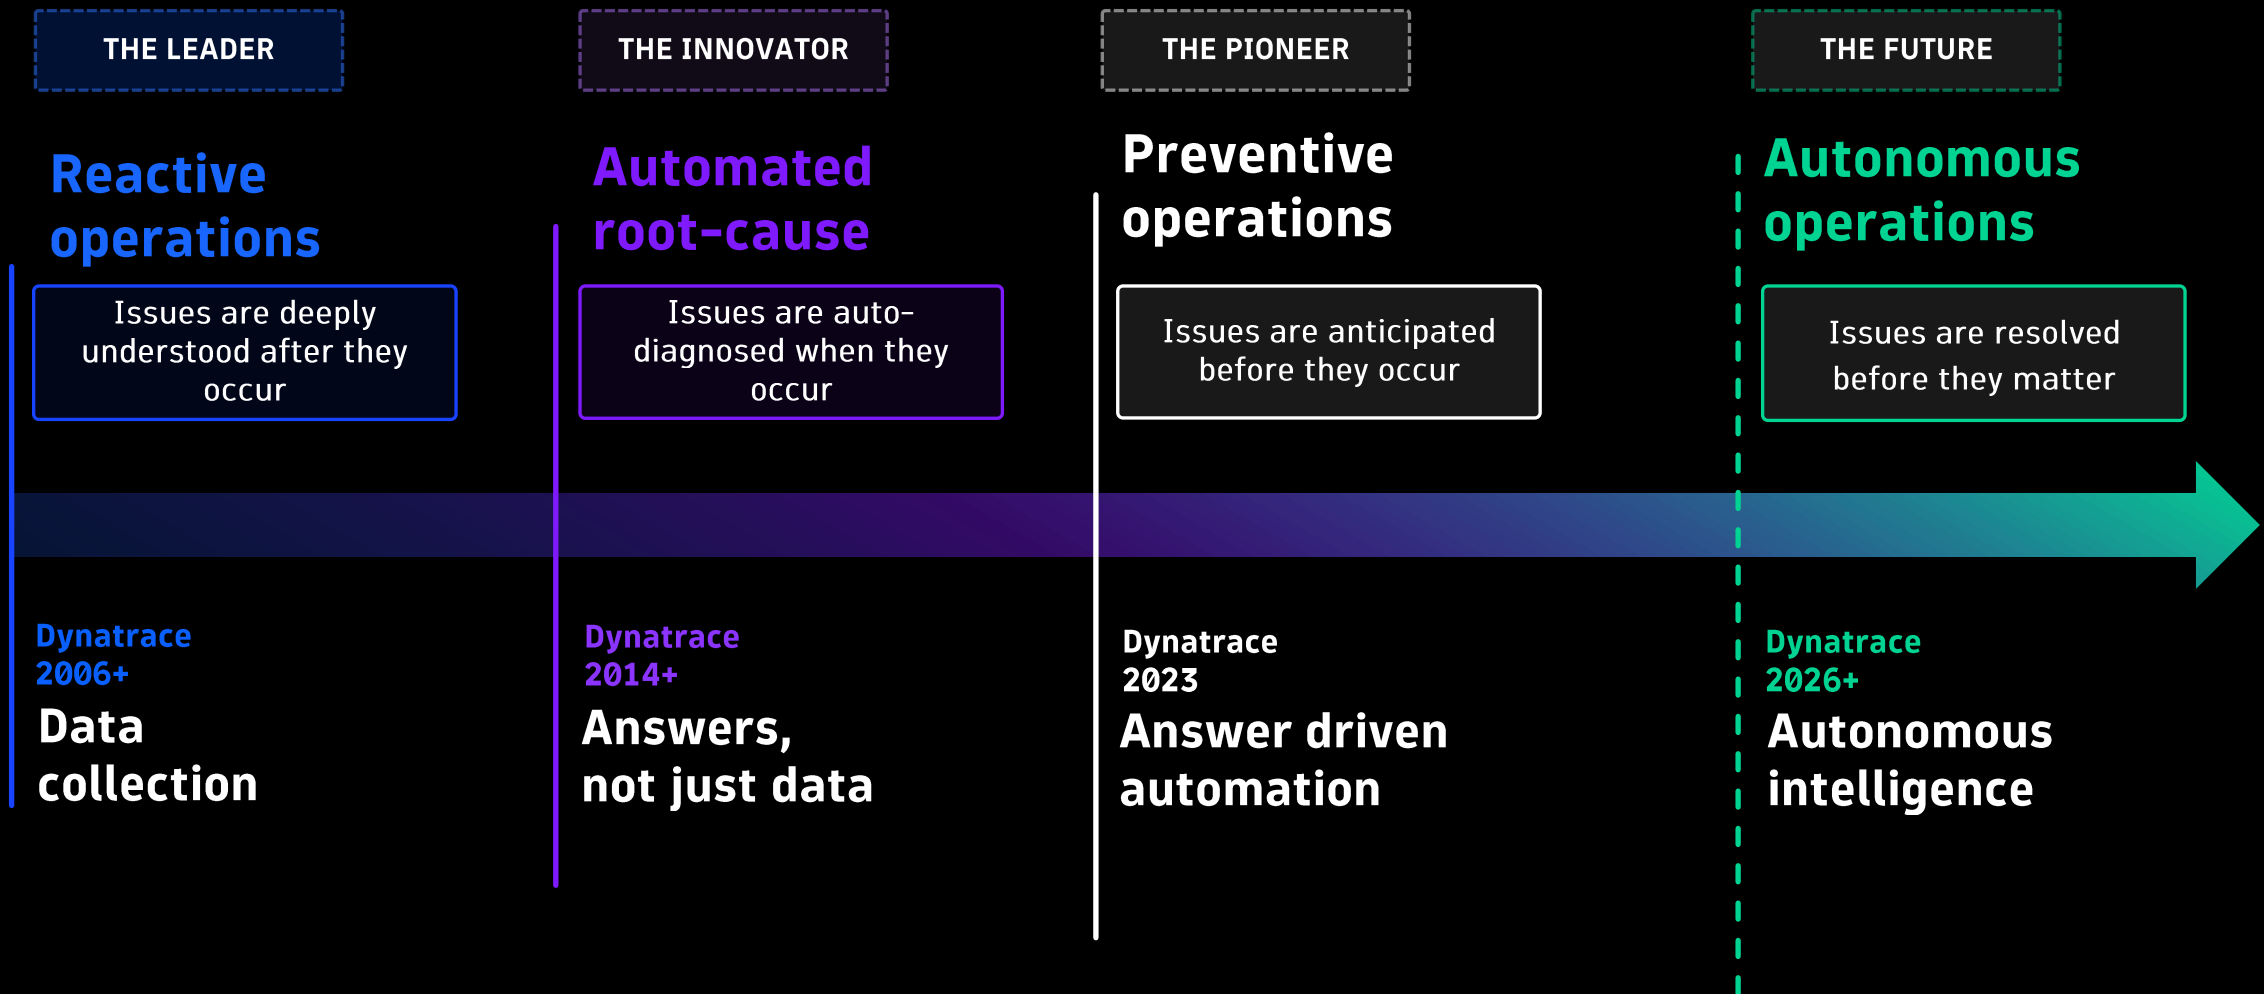 THE LEADER
Reactive
operations
Issues are deeply
understood after they
occur
Dynatrace
2006+
Data
collection
THE INNOVATOR
Automated
root-cause
Issues are auto-
diagnosed when they
occur
Dynatrace
2014+
Answers,
not just data
THE PIONEER
Preventive
operations
Issues are anticipated
before they occur
Dynatrace
2023
Answer driven
automation
THE FUTURE
Autonomous
operations
Issues are resolved
before they matter
Dynatrace
2026+
Autonomous
intelligence